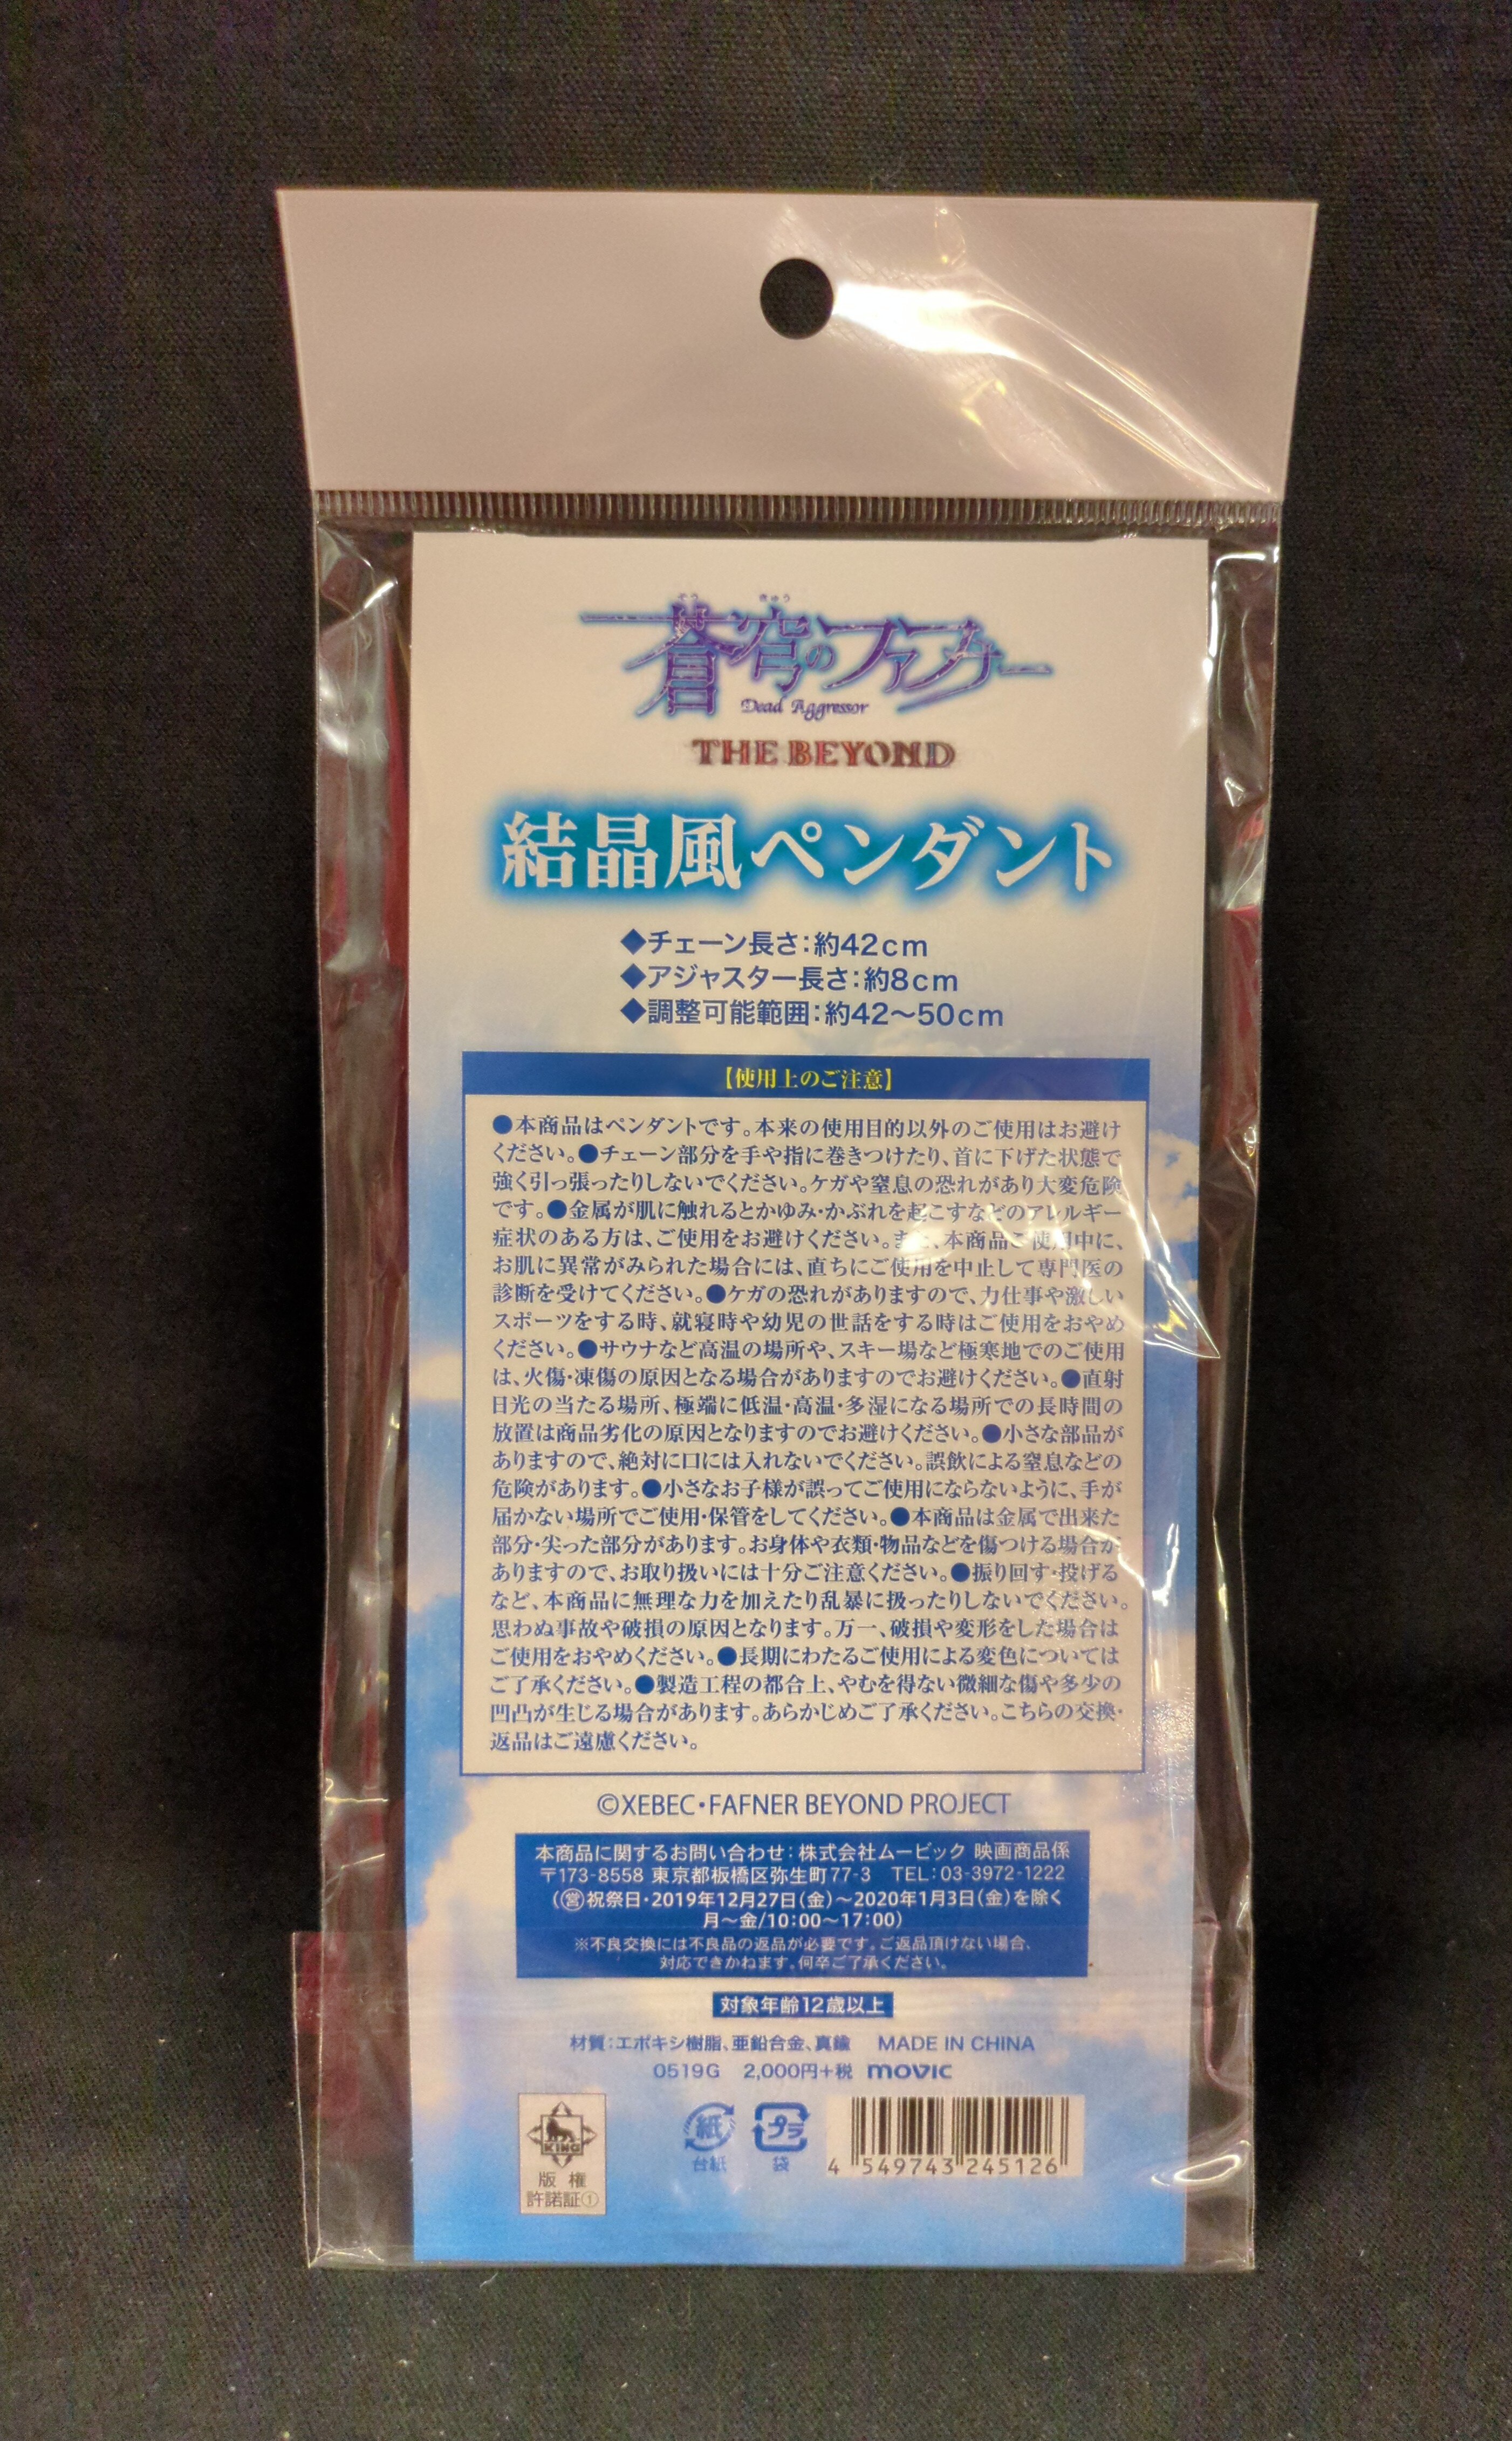 そう きゅう
蒼穹のファフナー
Dead Aggressor
THE BEYOND
結晶風ペンダント
◆チェーン長さ：約42cm
◆アジャスター長さ：約8cm
◆調整可能範囲：約42〜50cm
【使用上のご注意】
●本商品はペンダントです。本来の使用目的以外のご使用はお避け
ください。●チェーン部分を手や指に巻きつけたり、首に下げた状態で
強く引っ張ったりしないでください。ケガや窒息の恐れがあり大変危険
です。●金属が肌に触れるとかゆみ・かぶれを起こすなどのアレルギー
症状のある方は、ご使用をお避けください。また、本商品ご使用中に、
お肌に異常がみられた場合には、直ちにご使用を中止して専門医の
診断を受けてください。●ケガの恐れがありますので、力仕事や激しい
スポーツをする時、就寝時や幼児の世話をする時はご使用をおやめ
ください。●サウナなど高温の場所や、スキー場など極寒地でのご使用
は、火傷・凍傷の原因となる場合がありますのでお避けください。●直射
日光の当たる場所、極端に低温・高温・多湿になる場所での長時間の
放置は商品劣化の原因となりますのでお避けください。●小さな部品が
ありますので、絶対に口には入れないでください。誤飲による窒息などの
危険があります。●小さなお子様が誤ってご使用にならないように、手が
届かない場所でご使用・保管をしてください。●本商品は金属で出来た
部分・尖った部分があります。お身体や衣類・物品などを傷つける場合が
ありますので、お取り扱いには十分ご注意ください。●振り回す・投げる
など、本商品に無理な力を加えたり乱暴に扱ったりしないでください。
思わぬ事故や破損の原因となります。万一、破損や変形をした場合は
ご使用をおやめください。●長期にわたるご使用による変色については
ご了承ください。●製造工程の都合上、やむを得ない微細な傷や多少の
凹凸が生じる場合があります。あらかじめご了承ください。こちらの交換・
返品はご遠慮ください。
©XEBEC・FAFNER BEYOND PROJECT
本商品に関するお問い合わせ：株式会社ムービック 映画商品係
〒173-8558 東京都板橋区弥生町77-3 TEL：03-3972-1222
（㊡祝祭日・2019年12月27日（金）〜2020年1月3日（金）を除く
月〜金/10：00〜17：00）
※不良交換には不良品の返品が必要です。ご返品頂けない場合、
対応できかねます。何卒ご了承ください。
対象年齢12歳以上
材質：エポキシ樹脂、亜鉛合金、真鍮 MADE IN CHINA
0519G 2,000円+税 movic
KING
版権
許諾証①
紙
台紙
プラ
袋
4 549743 245126